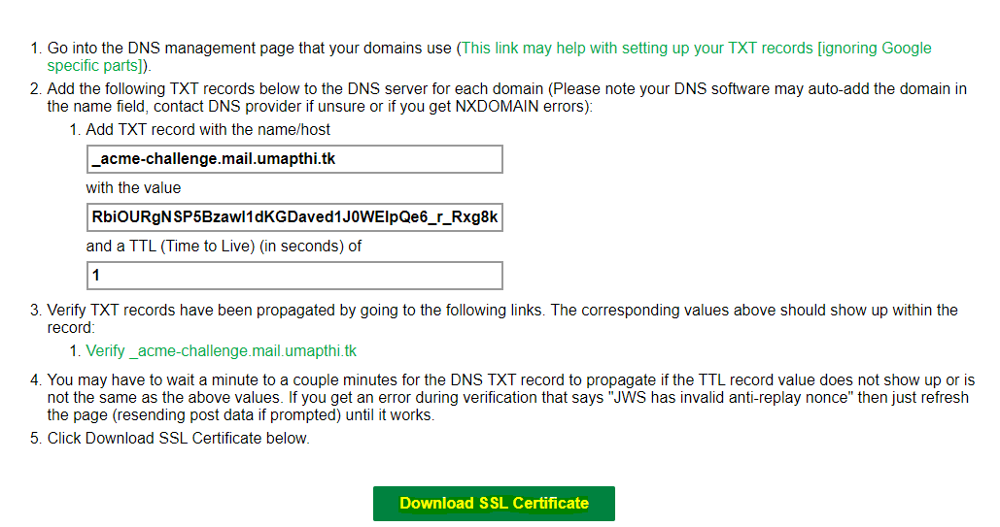 1. Go into the DNS management page that your domains use (This link may help with setting up your TXT records [ignoring Google
specific parts]).
2. Add the following TXT records below to the DNS server for each domain (Please note your DNS software may auto-add the domain in
the name field, contact DNS provider if unsure or if you get NXDOMAIN errors):
1. Add TXT record with the name/host
_acme-challenge.mail.umapthi.tk
with the value
RbiOURgNSP5Bzawl1dKGDaved1J0WElpQe6_r_Rxg8k
and a TTL (Time to Live) (in seconds) of
1
3. Verify TXT records have been propagated by going to the following links. The corresponding values above should show up within the
record:
1. Verify _acme-challenge.mail.umapthi.tk
4. You may have to wait a minute to a couple minutes for the DNS TXT record to propagate if the TTL record value does not show up or is
not the same as the above values. If you get an error during verification that says "JWS has invalid anti-replay nonce" then just refresh
the page (resending post data if prompted) until it works.
5. Click Download SSL Certificate below.
Download SSL Certificate